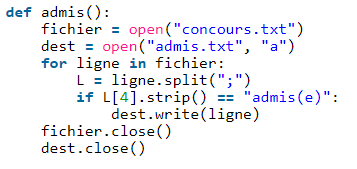 def admis():
    fichier = open("concours.txt")
    dest = open("admis.txt", "a")
    for ligne in fichier:
        L = ligne.split(";")
        if L[4].strip() == "admis(e)":
            dest.write(ligne)
    fichier.close()
    dest.close()